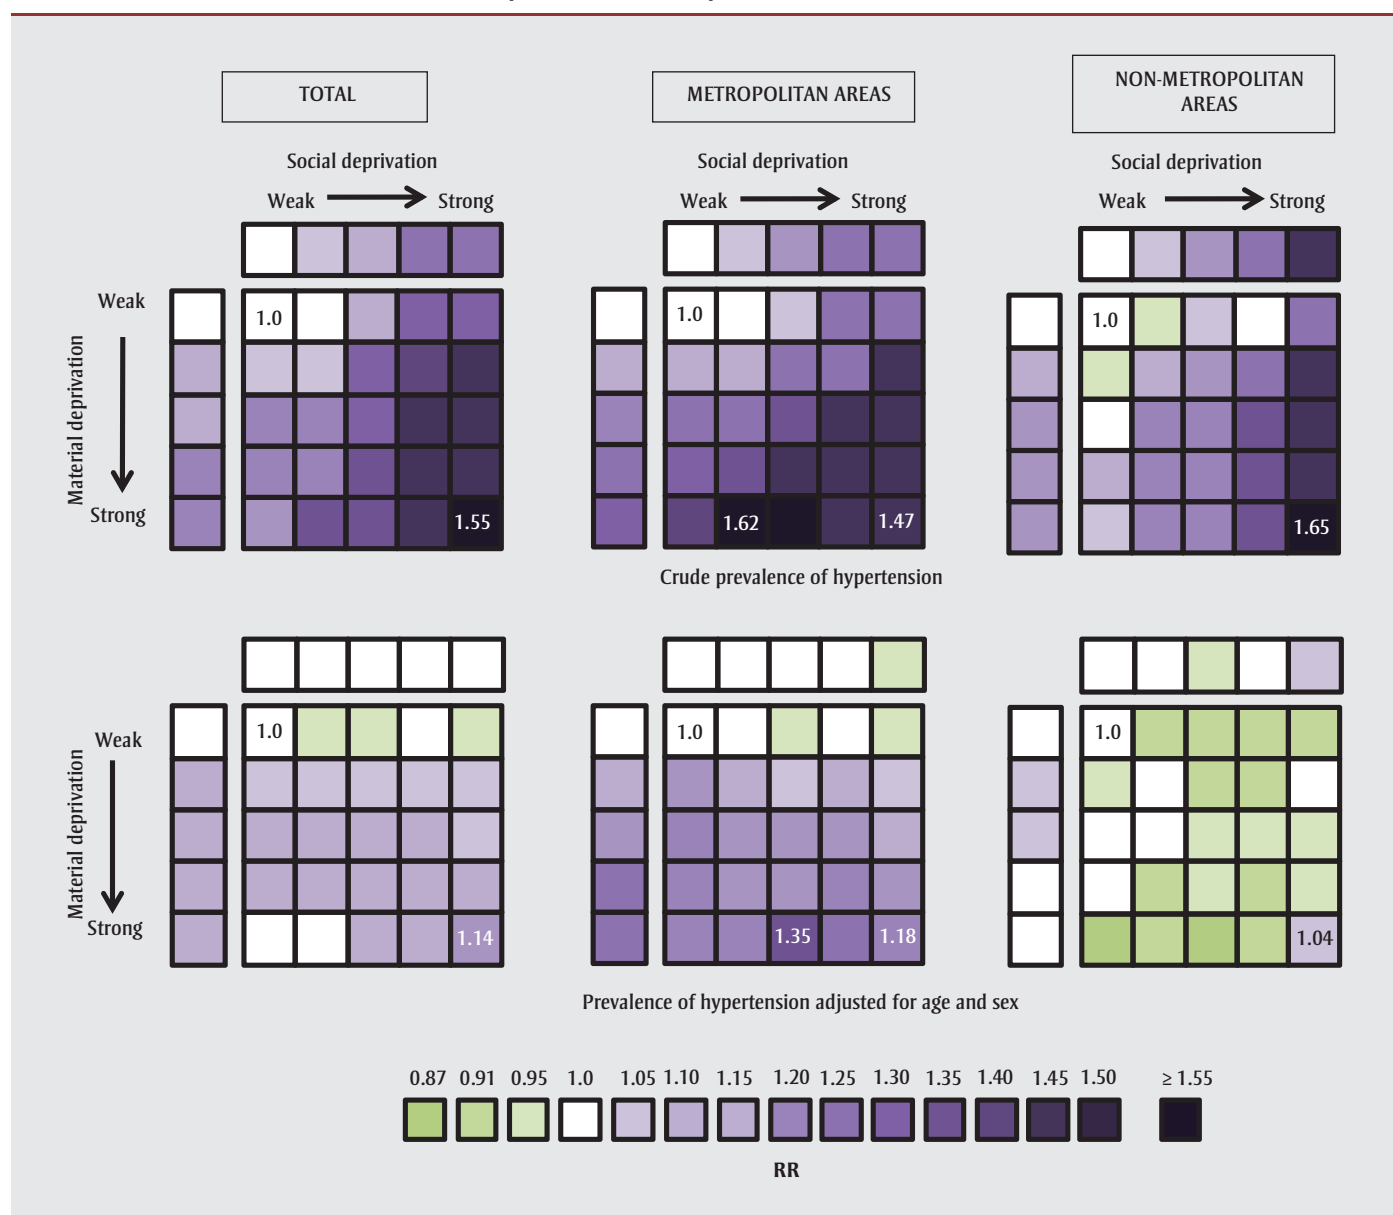 TOTAL
METROPOLITAN AREAS
NON-METROPOLITAN
AREAS
Social deprivation
Weak
Strong
Social deprivation
Weak
Strong
Social deprivation
Weak
Strong
Material deprivation
Weak
Strong
1.0
1.55
1.0
1.62
1.47
1.0
1.65
Crude prevalence of hypertension
Material deprivation
Weak
Strong
1.0
1.14
1.0
1.35
1.18
1.0
1.04
Prevalence of hypertension adjusted for age and sex
0.87 0.91 0.95 1.0 1.05 1.10 1.15 1.20 1.25 1.30 1.35 1.40 1.45 1.50 ≥ 1.55
RR